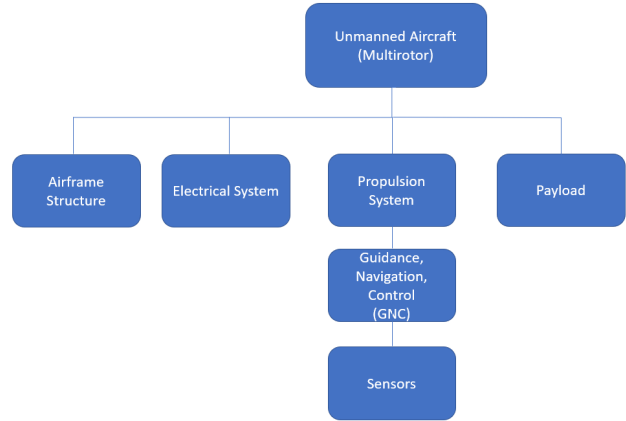 Unmanned Aircraft
(Multirotor)
Airframe
Structure
Electrical System
Propulsion
System
Payload
Guidance,
Navigation,
Control
(GNC)
Sensors